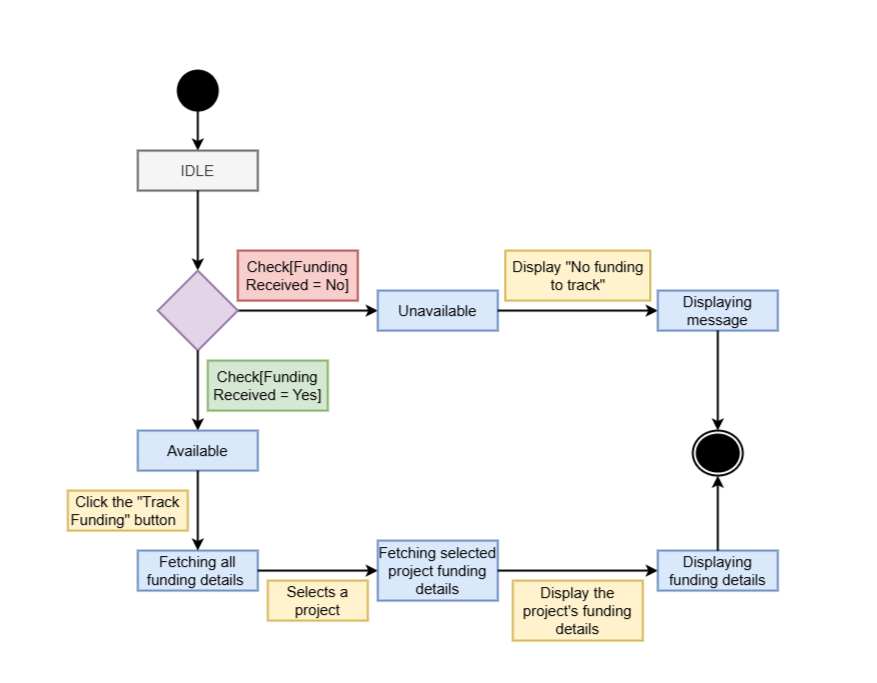 IDLE
Check[Funding
Received = No]
Display "No funding
to track"
Unavailable
Displaying
message
Check[Funding
Received = Yes]
Available
Click the "Track
Funding" button
Fetching all
funding details
Selects a
project
Fetching selected
project funding
details
Display the
project's funding
details
Displaying
funding details